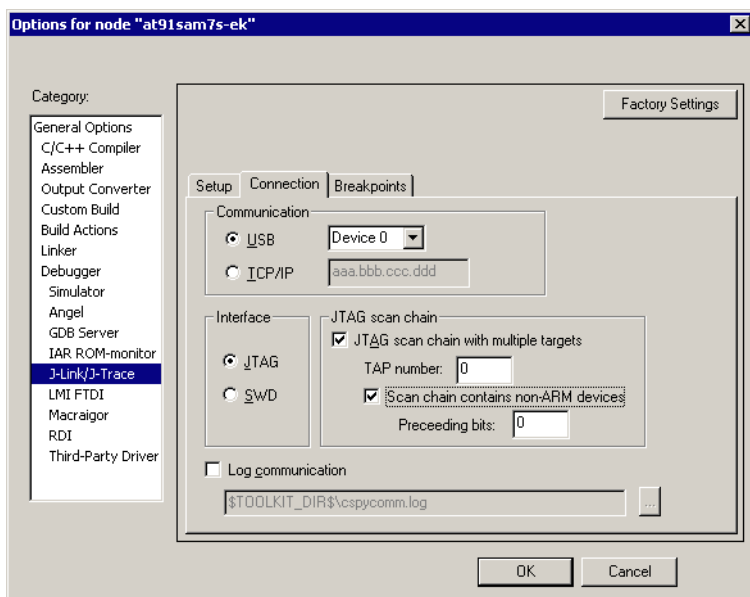 Options for node "at91sam7s-ek"
Category:
Factory Settings
General Options
C/C++ Compiler
Assembler
Output Converter
Custom Build
Build Actions
Linker
Debugger
Simulator
Angel
GDB Server
IAR ROM-monitor
J-Link/J-Trace
LMI FTDI
Macraigor
RDI
Third-Party Driver
Setup Connection Breakpoints
Communication
USB Device 0
TCP/IP aaa.bbb.ccc.ddd
Interface
JTAG
SWD
JTAG scan chain
JTAG scan chain with multiple targets
TAP number: 0
Scan chain contains non-ARM devices
Preceeding bits: 0
Log communication
$TOOLKIT_DIR$\cspycomm.log ...
OK Cancel